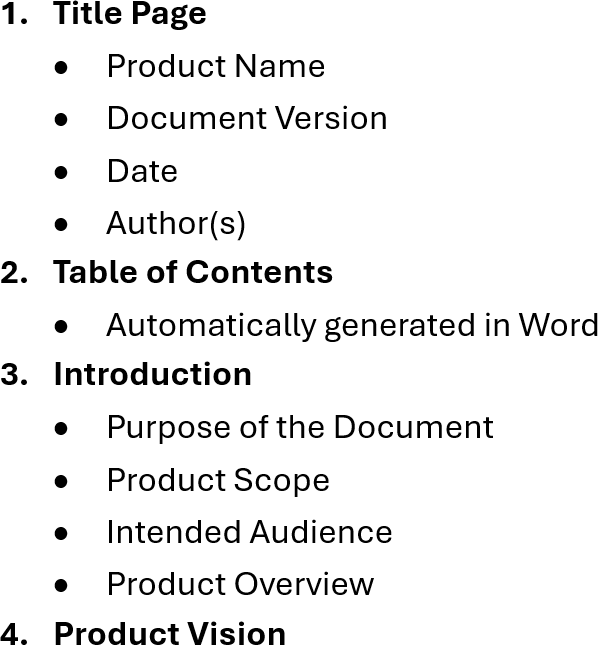 1. Title Page
• Product Name
• Document Version
• Date
• Author(s)
2. Table of Contents
• Automatically generated in Word
3. Introduction
• Purpose of the Document
• Product Scope
• Intended Audience
• Product Overview
4. Product Vision